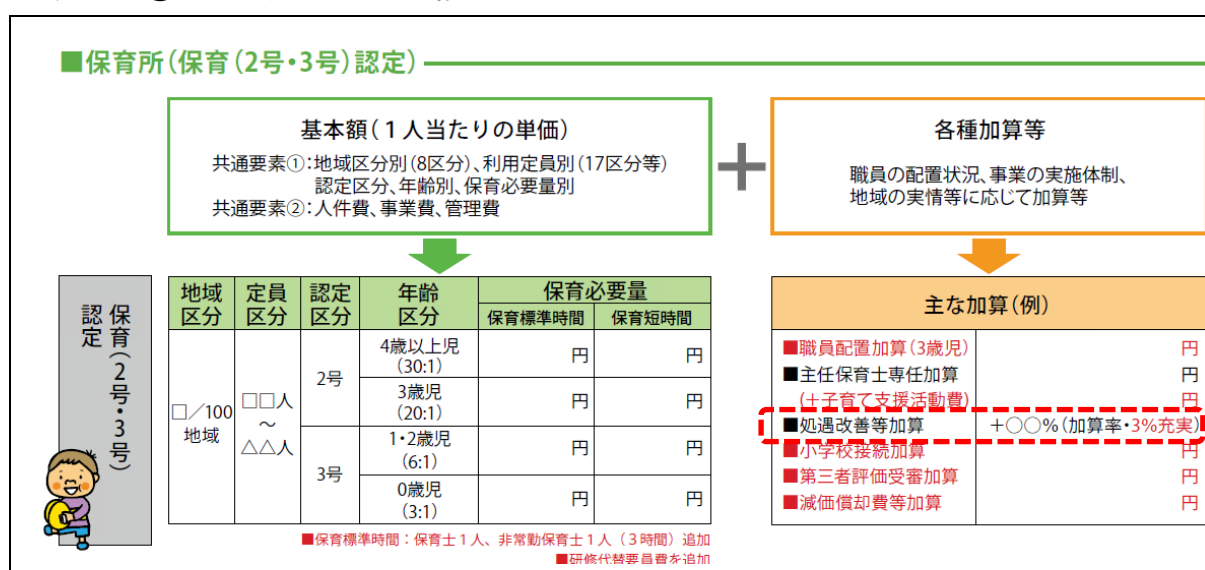 ■保育所(保育(2号・3号)認定)
基本額(1人当たりの単価)
共通要素①:地域区分別(8区分)、利用定員別(17区分等)
認定区分、年齢別、保育必要量別
共通要素②:人件費、事業費、管理費
+
各種加算等
職員の配置状況、事業の実施体制、
地域の実情等に応じて加算等
保育(2号・3号)
認定
地域
区分
定員
区分
認定
区分
年齢
区分
保育必要量
保育標準時間
保育短時間
□/100
地域
□□人
~
△△人
2号
4歳以上児
(30:1)
円
円
3歳児
(20:1)
円
円
3号
1・2歳児
(6:1)
円
円
0歳児
(3:1)
円
円
■保育標準時間:保育士1人、非常勤保育士1人(3時間)追加
■研修代替要員費を追加
主な加算(例)
■職員配置加算(3歳児) 円
■主任保育士専任加算 円
(+子育て支援活動費) 円
■処遇改善等加算 +○○%(加算率・3%充実)
■小学校接続加算 円
■第三者評価受審加算 円
■減価償却費等加算 円